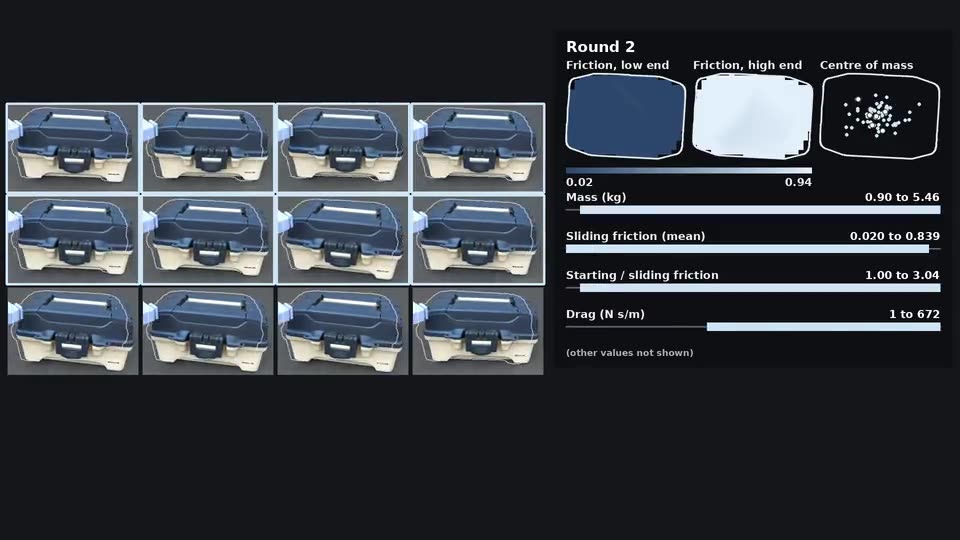 Round 2
Friction, low end
Friction, high end
Centre of mass
0.02
0.94
Mass (kg)
0.90 to 5.46
Sliding friction (mean)
0.020 to 0.839
Starting / sliding friction
1.00 to 3.04
Drag (N s/m)
1 to 672
(other values not shown)